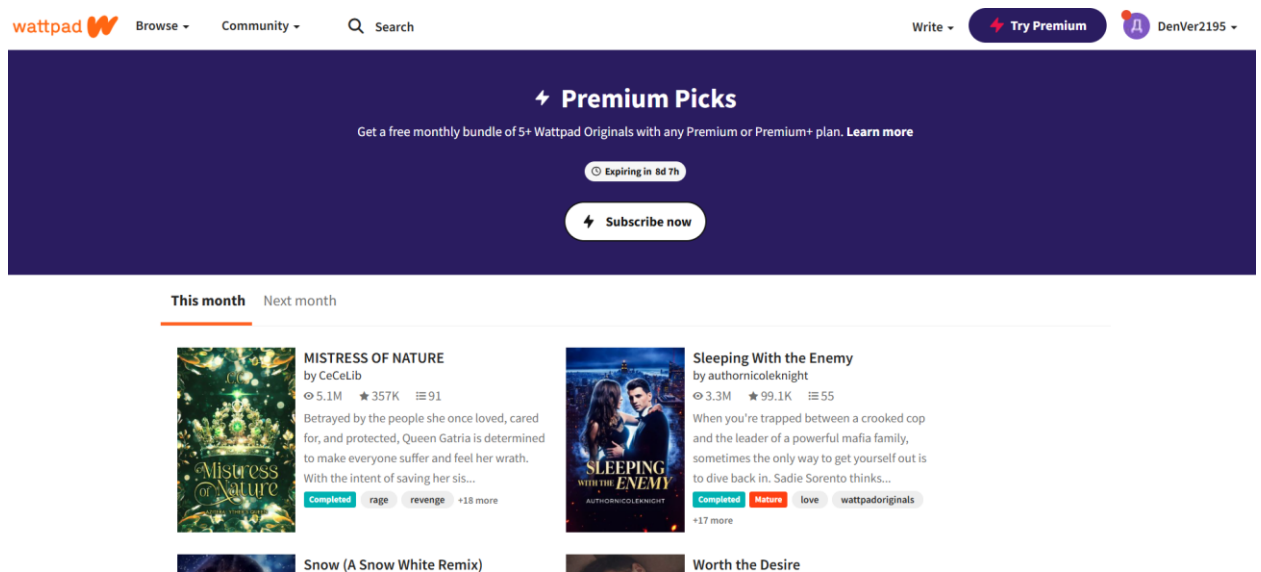 wattpad
Browse
Community
Search
Write
Try Premium
Д
DenVer2195
Premium Picks
Get a free monthly bundle of 5+ Wattpad Originals with any Premium or Premium+ plan. Learn more
Expiring in 8d 7h
Subscribe now
This month
Next month
Mistress
of Nature
MISTRESS OF NATURE
by CeCeLib
5.1M 357K 91
Betrayed by the people she once loved, cared
for, and protected, Queen Gatria is determined
to make everyone suffer and feel her wrath.
With the intent of saving her sis...
Completed rage revenge +18 more
SLEEPING
WITH THE ENEMY
AUTHORNICOLEKNIGHT
Sleeping With the Enemy
by authornicoleknight
3.3M 99.1K 55
When you're trapped between a crooked cop
and the leader of a powerful mafia family,
sometimes the only way to get yourself out is
to dive back in. Sadie Sorento thinks...
Completed Mature love wattpadoriginals
+17 more
Snow (A Snow White Remix)
Worth the Desire